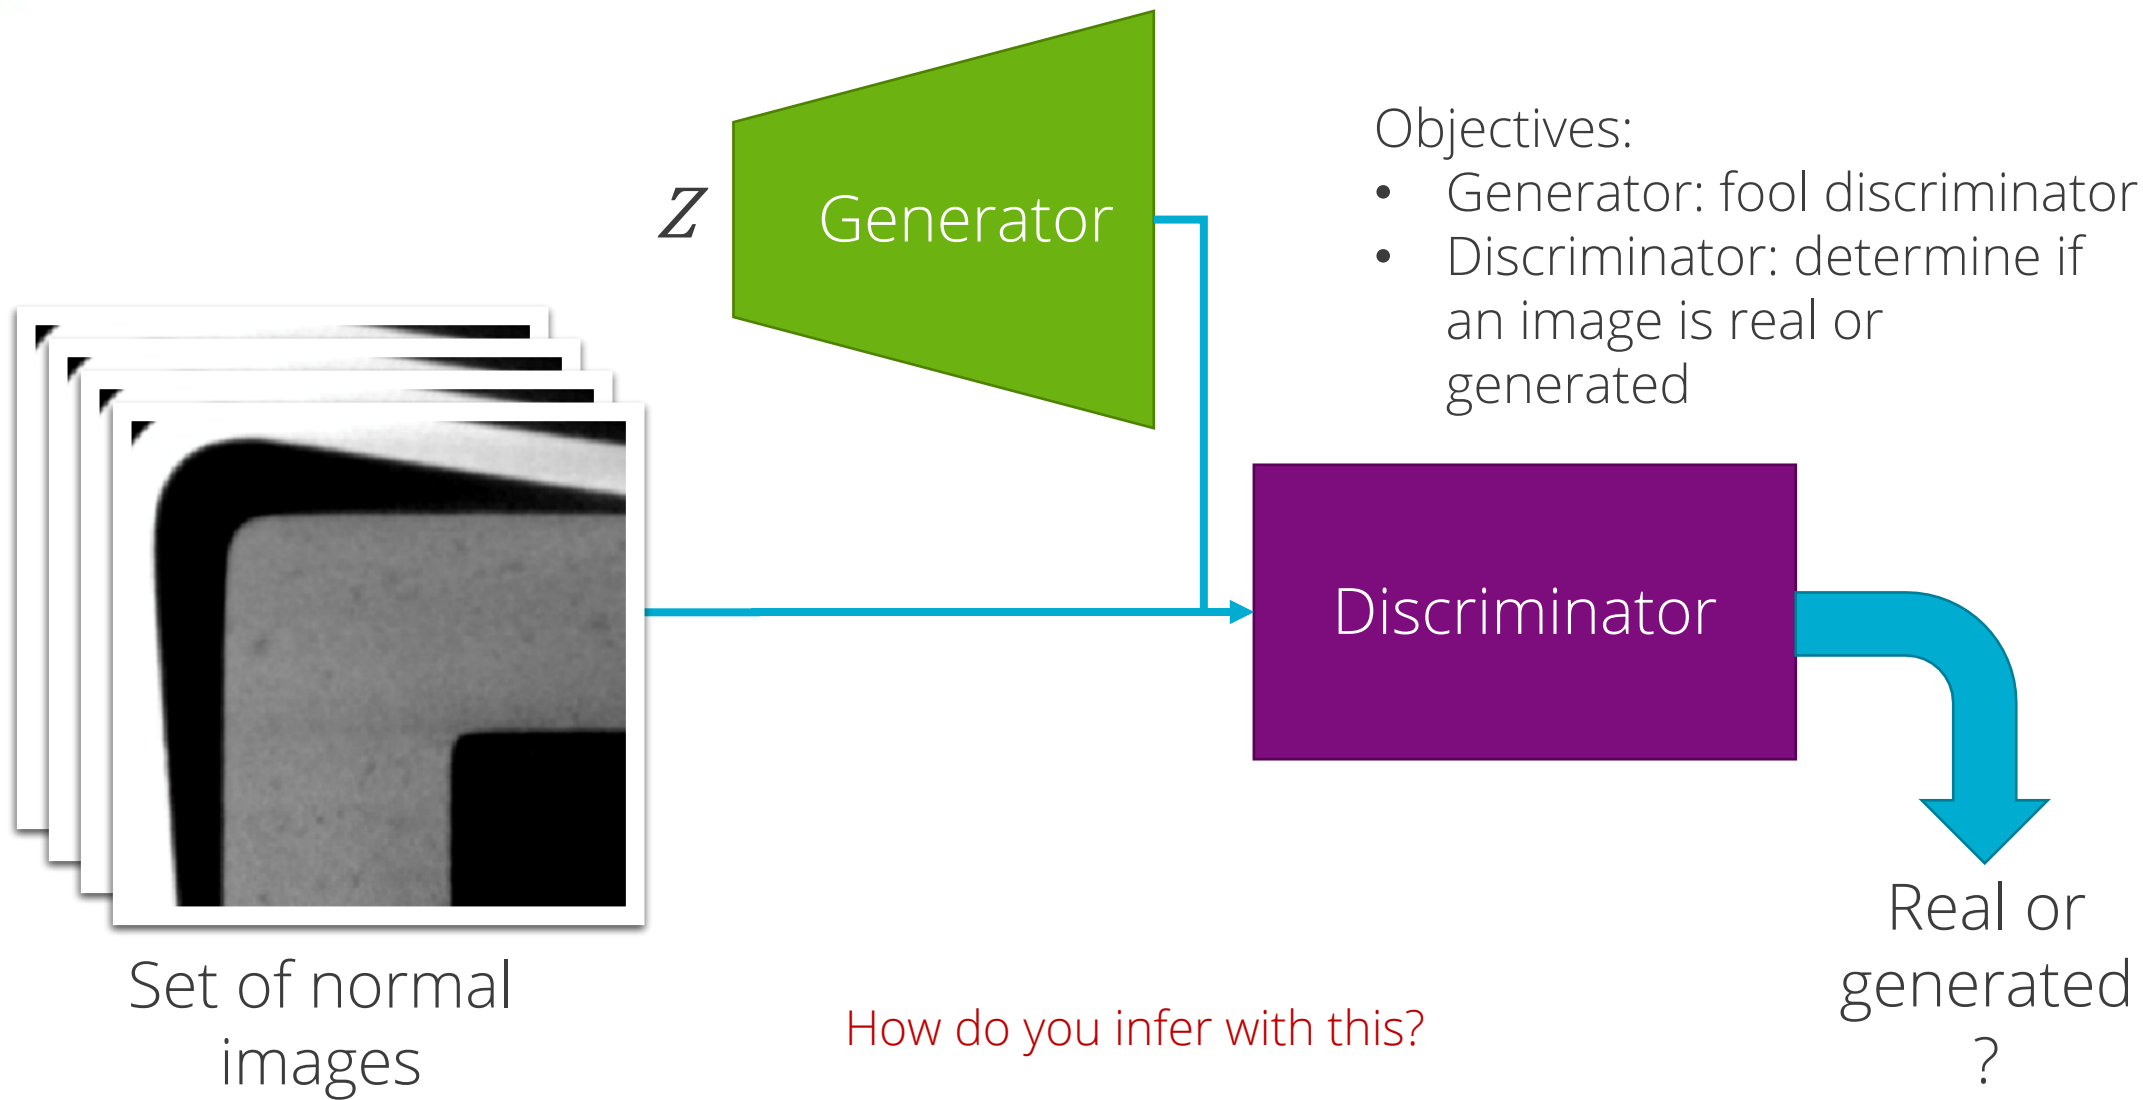 Z
Generator
Objectives:
• Generator: fool discriminator
• Discriminator: determine if
an image is real or
generated
Discriminator
Set of normal
images
How do you infer with this?
Real or
generated
?